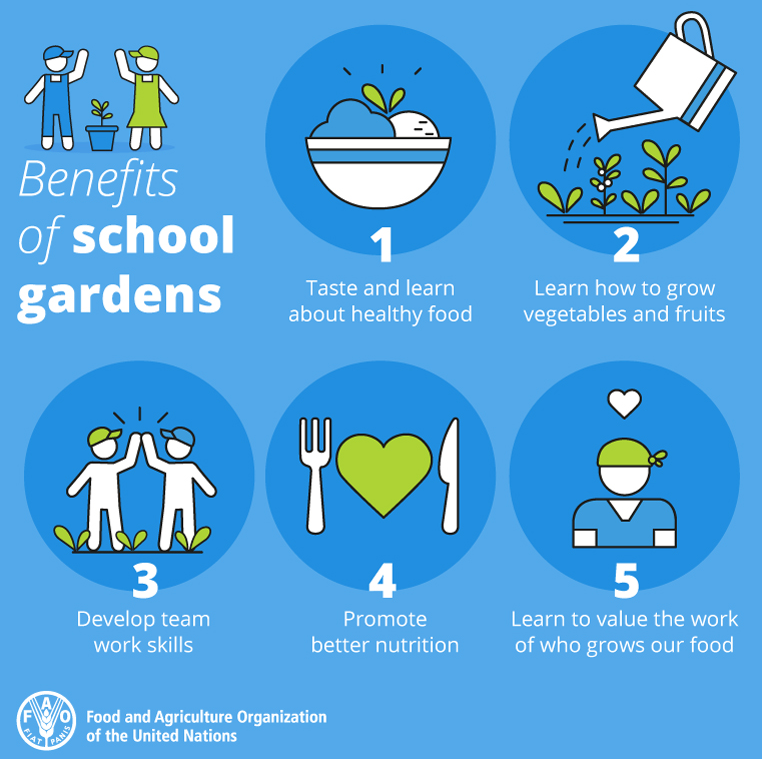 Benefits
of school
gardens
1
Taste and learn
about healthy food
2
Learn how to grow
vegetables and fruits
3
Develop team
work skills
4
Promote
better nutrition
5
Learn to value the work
of who grows our food
F A O
FIAT PANIS
Food and Agriculture Organization
of the United Nations